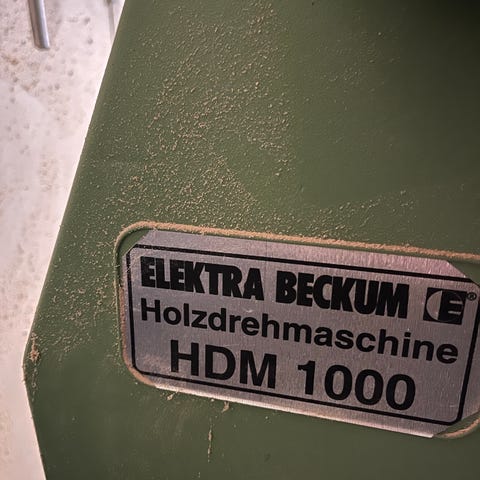 ELEKTRA BECKUM E®
Holzdrehmaschine
HDM 1000